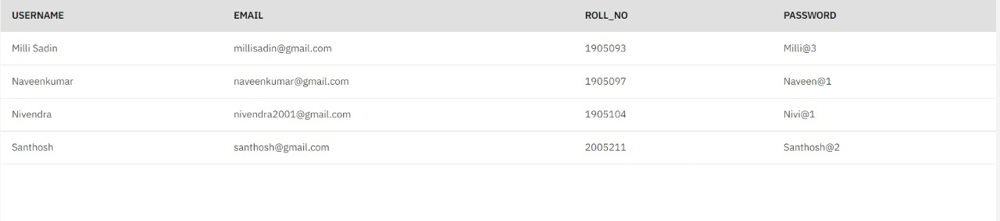 USERNAME EMAIL ROLL_NO PASSWORD
Milli Sadin millisadin@gmail.com 1905093 Milli@3
Naveenkumar naveenkumar@gmail.com 1905097 Naveen@1
Nivendra nivendra2001@gmail.com 1905104 Nivi@1
Santhosh santhosh@gmail.com 2005211 Santhosh@2